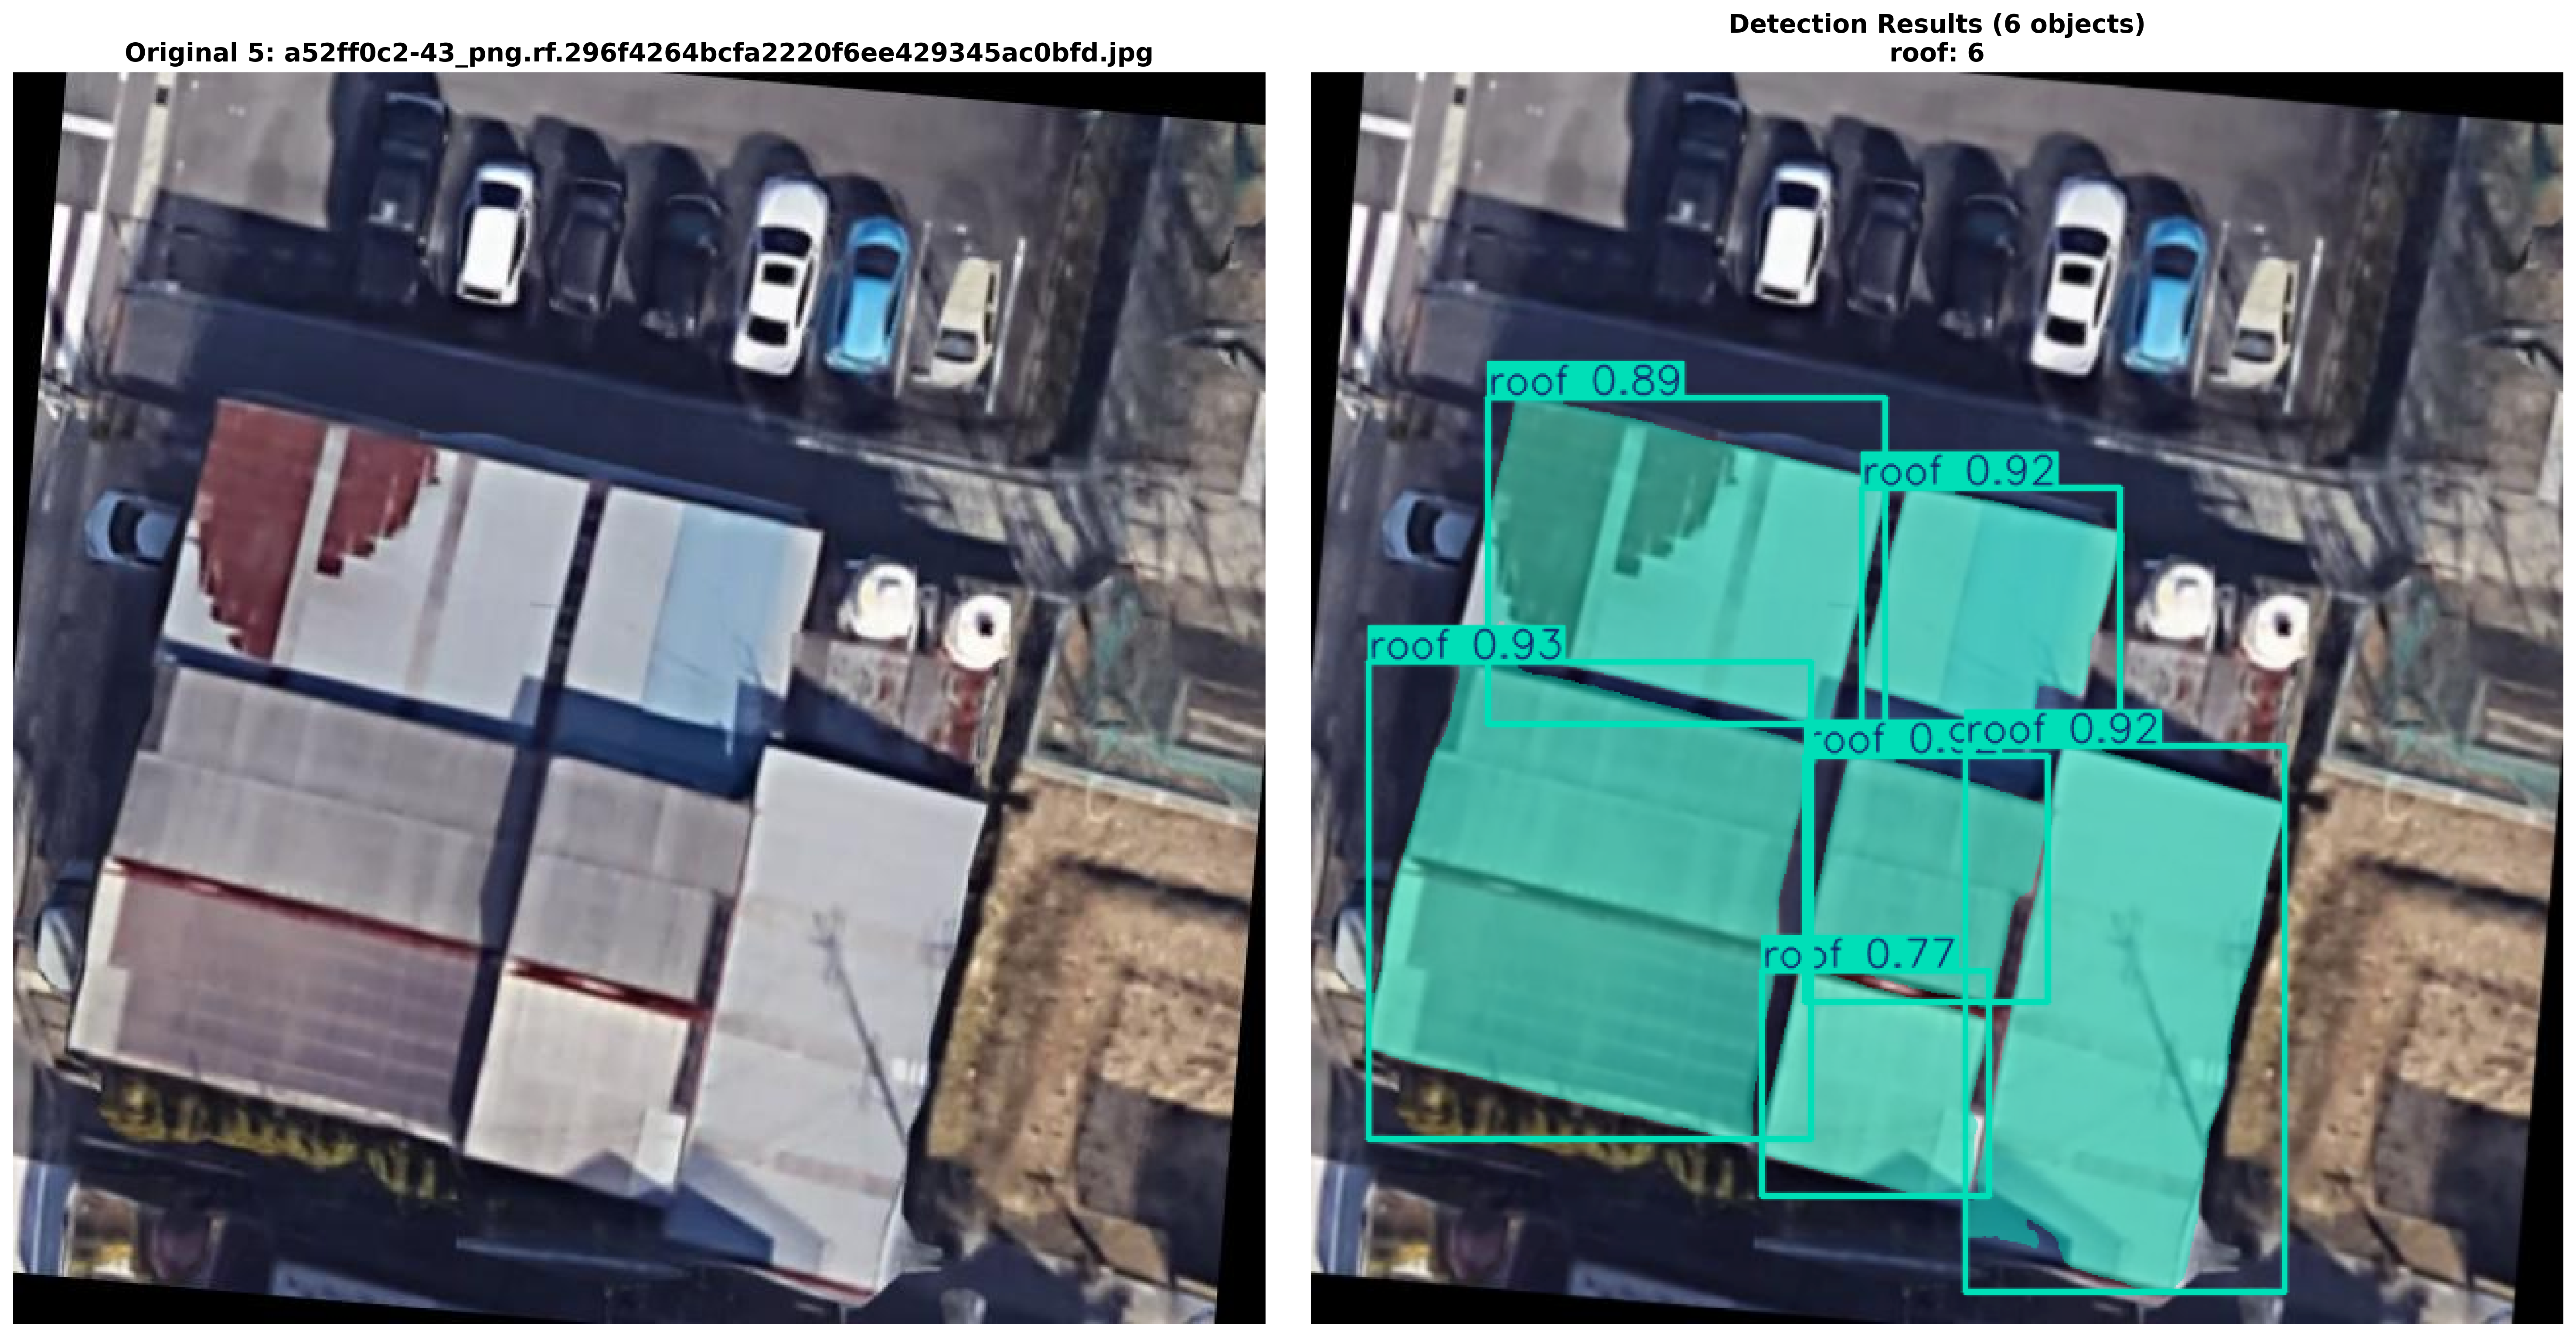 Detection Results (6 objects)
Original 5: a52ff0c2-43_png.rf.296f4264bcfa2220f6ee429345ac0bfd.jpg
roof: 6
roof 0.89
roof 0.92
roof 0.93
roof
roof 0.92
roof 0.77